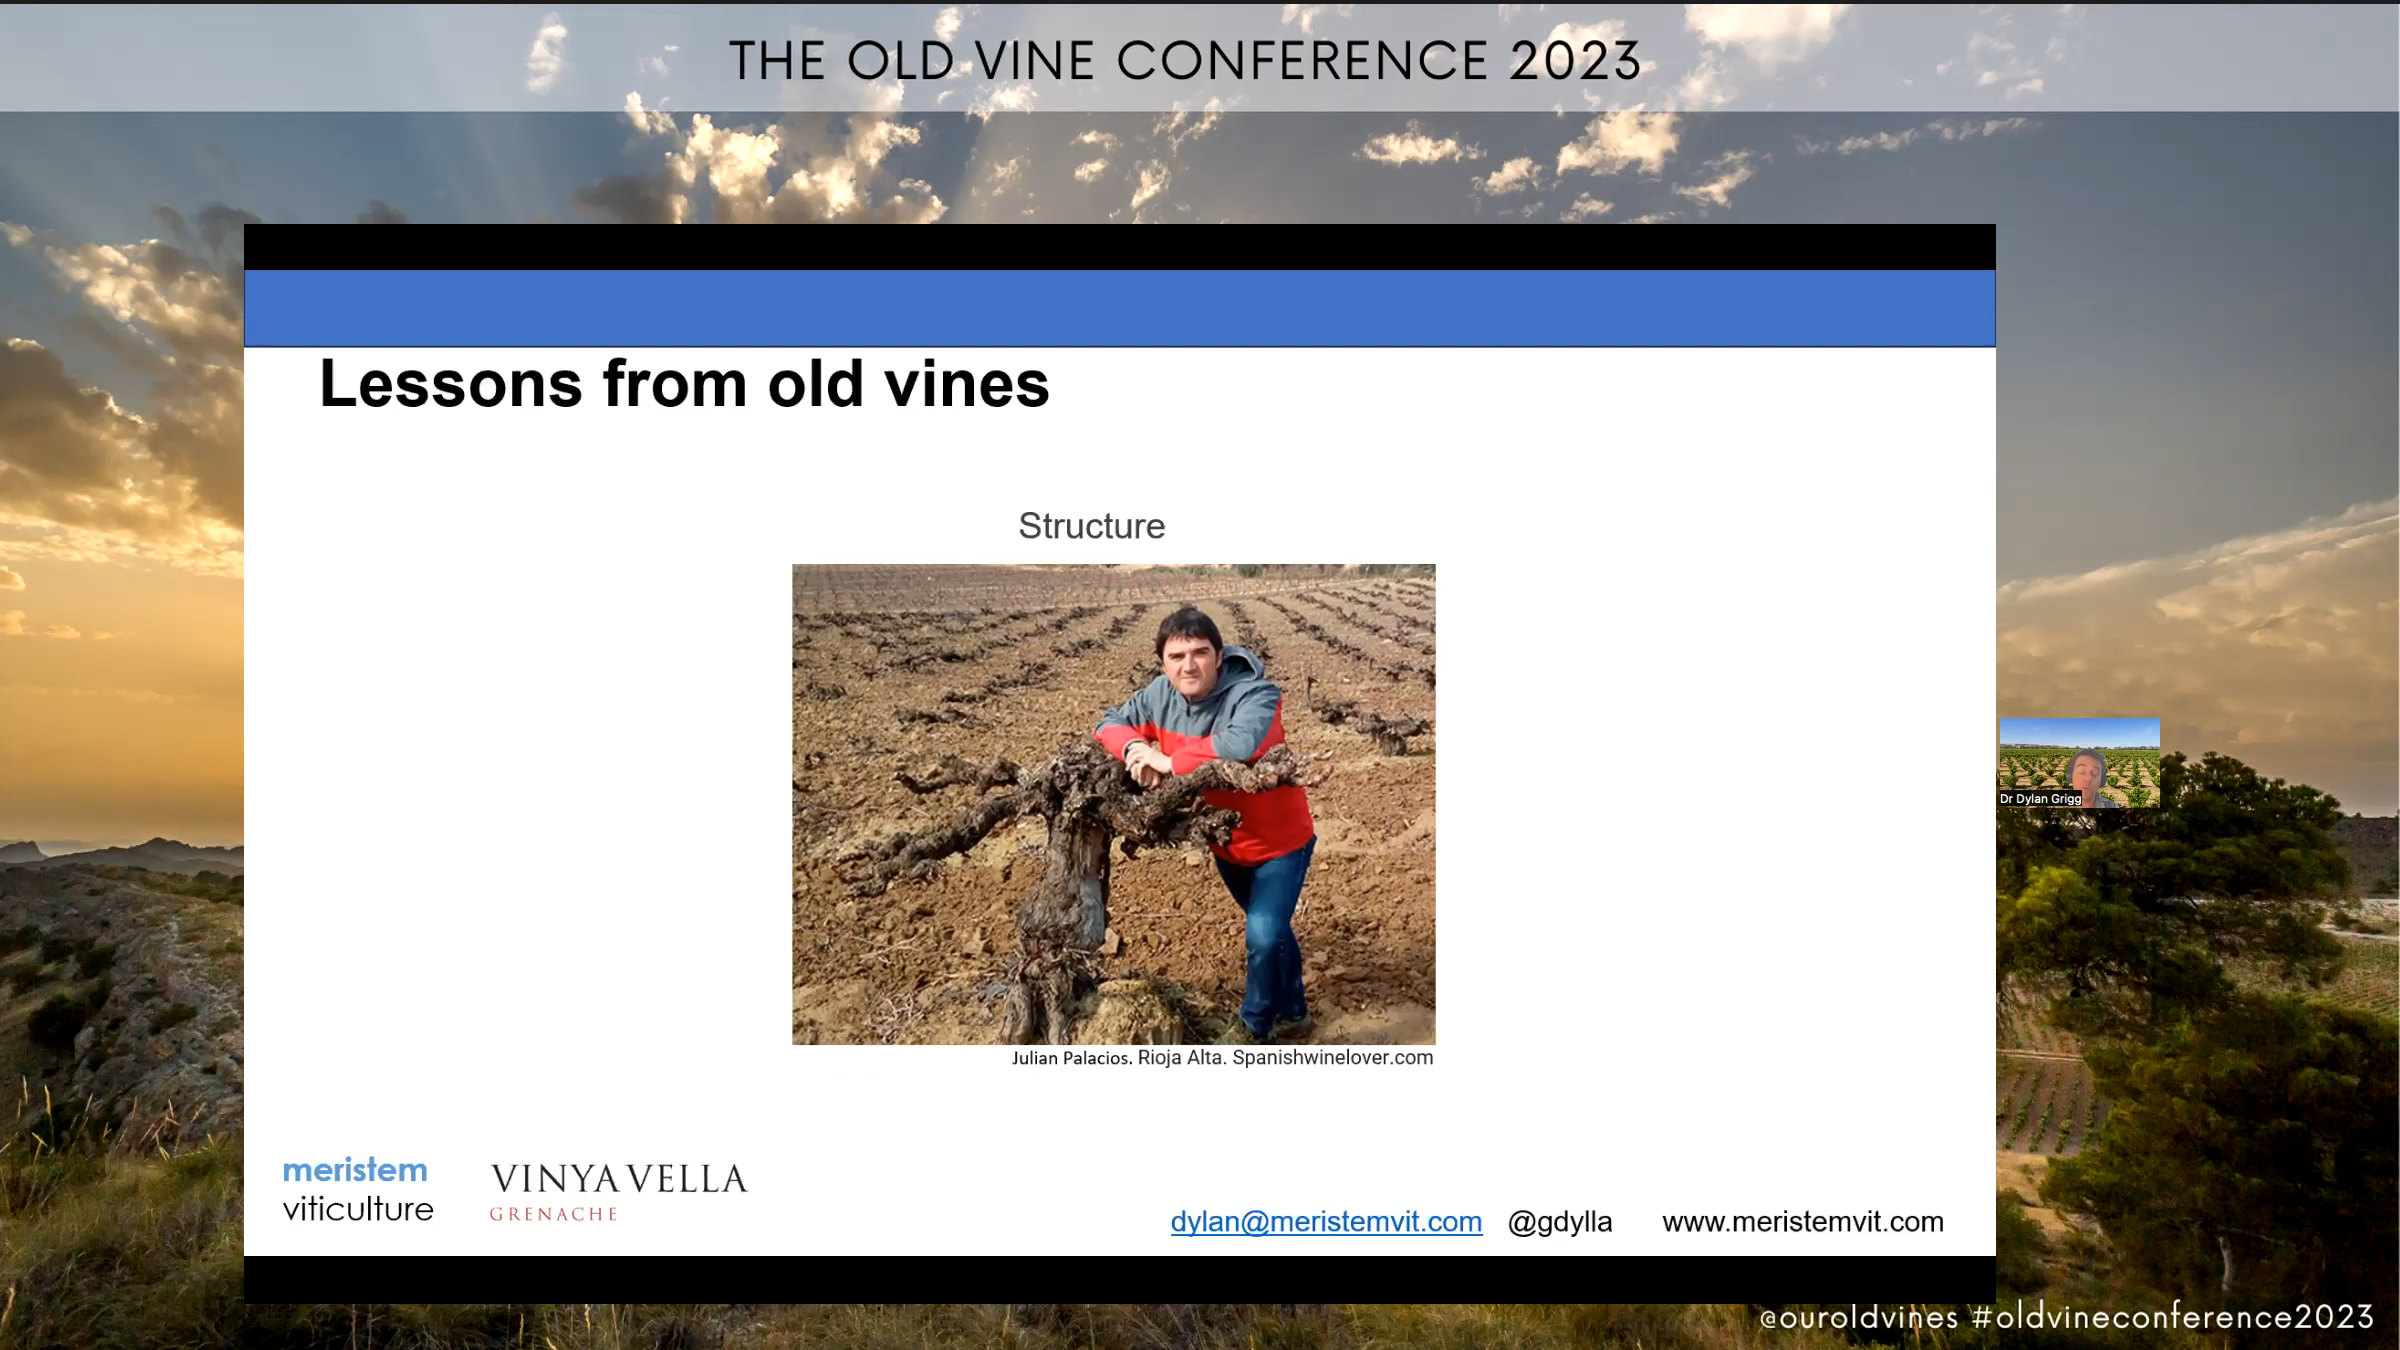 THE OLD VINE CONFERENCE 2023
Lessons from old vines
Structure
Julian Palacios. Rioja Alta. Spanishwinelover.com
Dr Dylan Grigg
meristem
viticulture
VINYA VELLA
GRENACHE
dylan@meristemvit.com @gdylla www.meristemvit.com
@ouroldvines #oldvineconference2023